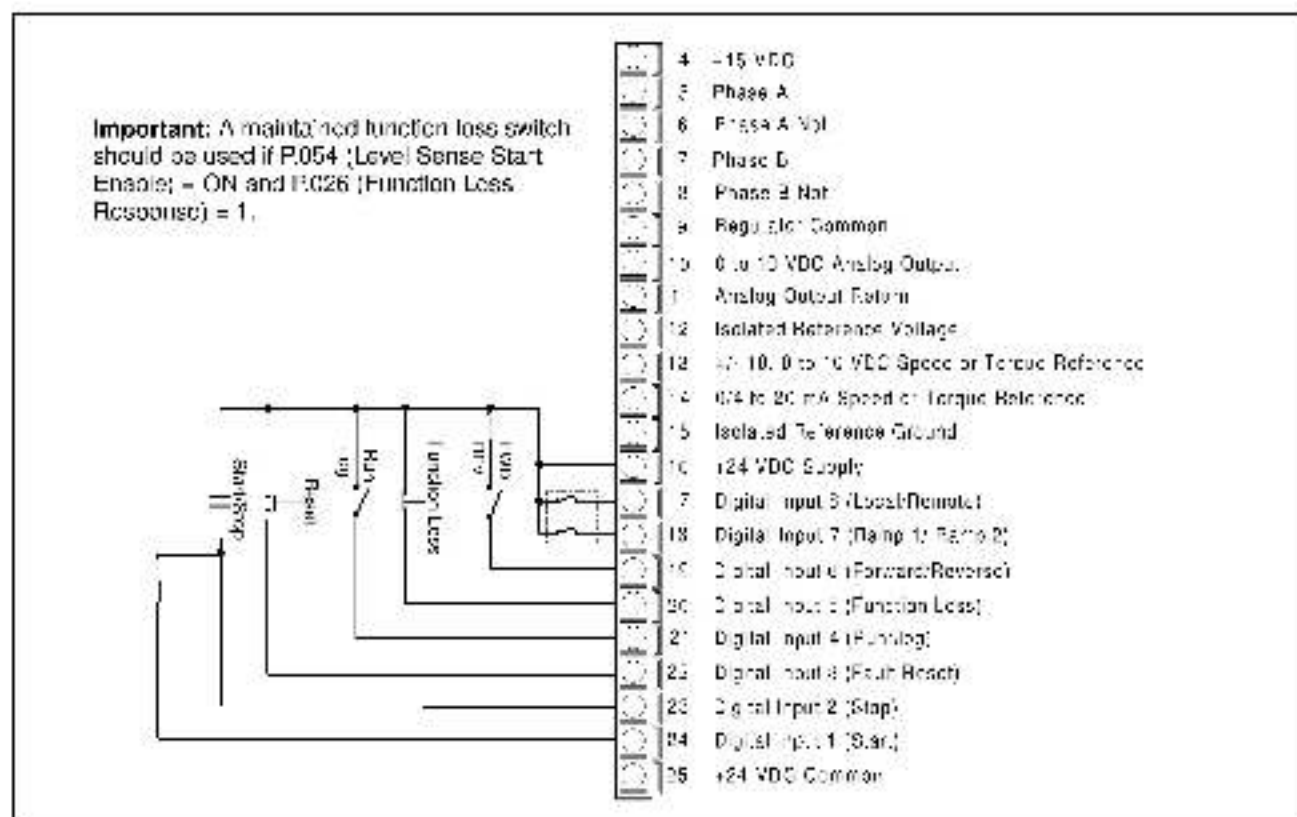 Important: A maintained function loss switch
should be used if P.054 (Level Sense Start
Enable) = ON and P.026 (Function Loss
Response) = 1.
4 +15 VDC
5 Phase A
6 Phase A Not
7 Phase B
8 Phase B Not
9 Regulator Common
10 0 to 10 VDC Analog Output
11 Analog Output Return
12 Isolated Reference Voltage
13 +/- 10, 0 to 10 VDC Speed or Torque Reference
14 0/4 to 20 mA Speed or Torque Reference
15 Isolated Reference Ground
16 +24 VDC Supply
17 Digital Input 8 (Local/Remote)
18 Digital Input 7 (Ramp 1/ Ramp 2)
19 Digital Input 6 (Forward/Reverse)
20 Digital Input 5 (Function Loss)
21 Digital Input 4 (Run/Jog)
22 Digital Input 3 (Fault Reset)
23 Digital Input 2 (Stop)
24 Digital Input 1 (Start)
25 +24 VDC Common
Start/Stop
Reset
Run
Jog
Function Loss